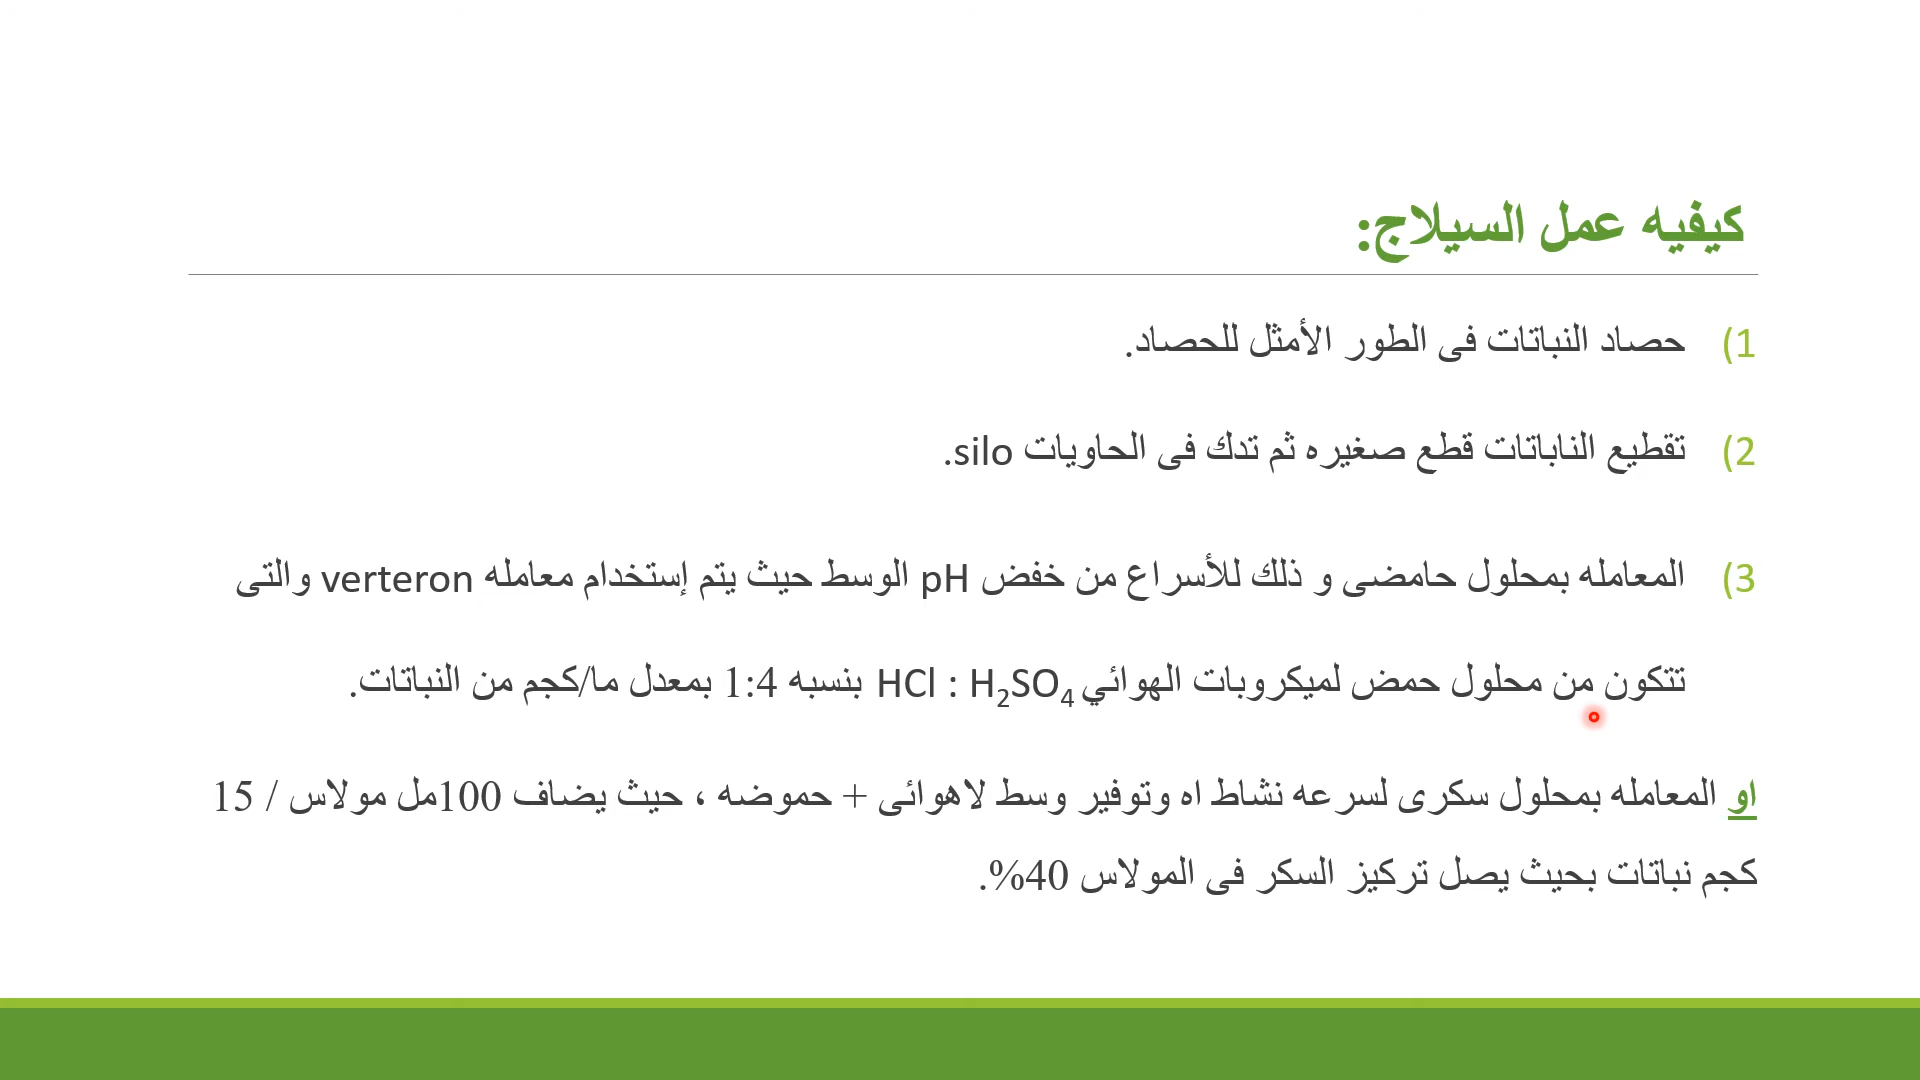 كيفيه عمل السيلاج:
1) حصاد النباتات فى الطور الأمثل للحصاد.
2) تقطيع الناباتات قطع صغيره ثم تدك فى الحاويات silo.
3) المعامله بمحلول حامضى و ذلك للأسراع من خفض pH الوسط حيث يتم إستخدام معامله verteron والتى
تتكون من محلول حمض لميكروبات الهوائي HCl : H₂SO₄ بنسبه 1:4 بمعدل ما/كجم من النباتات.
او المعامله بمحلول سكرى لسرعه نشاط اه وتوفير وسط لاهوائى + حموضه ، حيث يضاف 100مل مولاس / 15
كجم نباتات بحيث يصل تركيز السكر فى المولاس 40%.